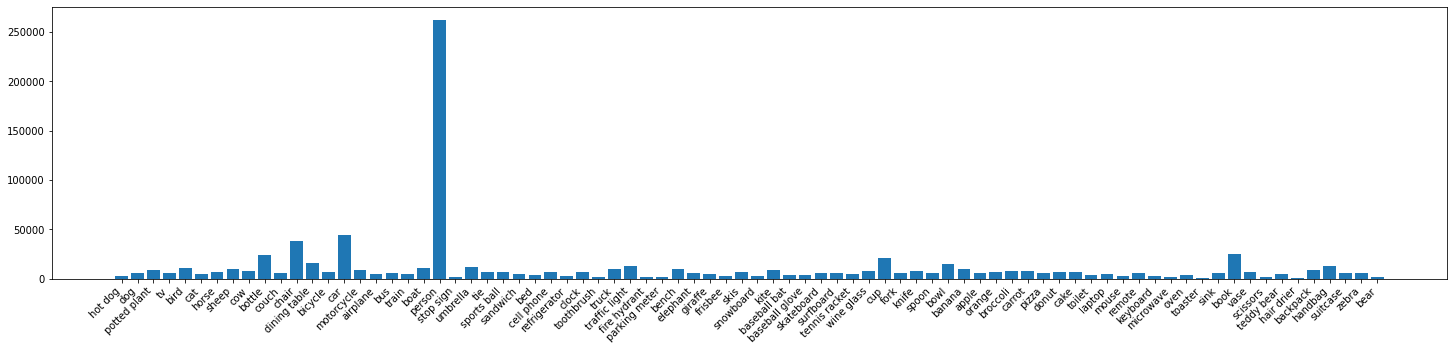 250000
200000
150000
100000
50000
0
hot dog
dog
potted plant
tv
bird
cat
horse
sheep
cow
bottle
couch
chair
dining table
bicycle
car
motorcycle
airplane
bus
train
boat
person
stop sign
umbrella
tie
sports ball
sandwich
bed
cell phone
refrigerator
clock
toothbrush
truck
traffic light
fire hydrant
parking meter
bench
elephant
giraffe
frisbee
skis
snowboard
kite
baseball bat
baseball glove
skateboard
surfboard
tennis racket
wine glass
cup
fork
knife
spoon
bowl
banana
apple
orange
broccoli
carrot
pizza
donut
cake
toilet
laptop
mouse
remote
keyboard
microwave
oven
toaster
sink
book
vase
scissors
teddy bear
hair drier
backpack
handbag
suitcase
zebra
bear